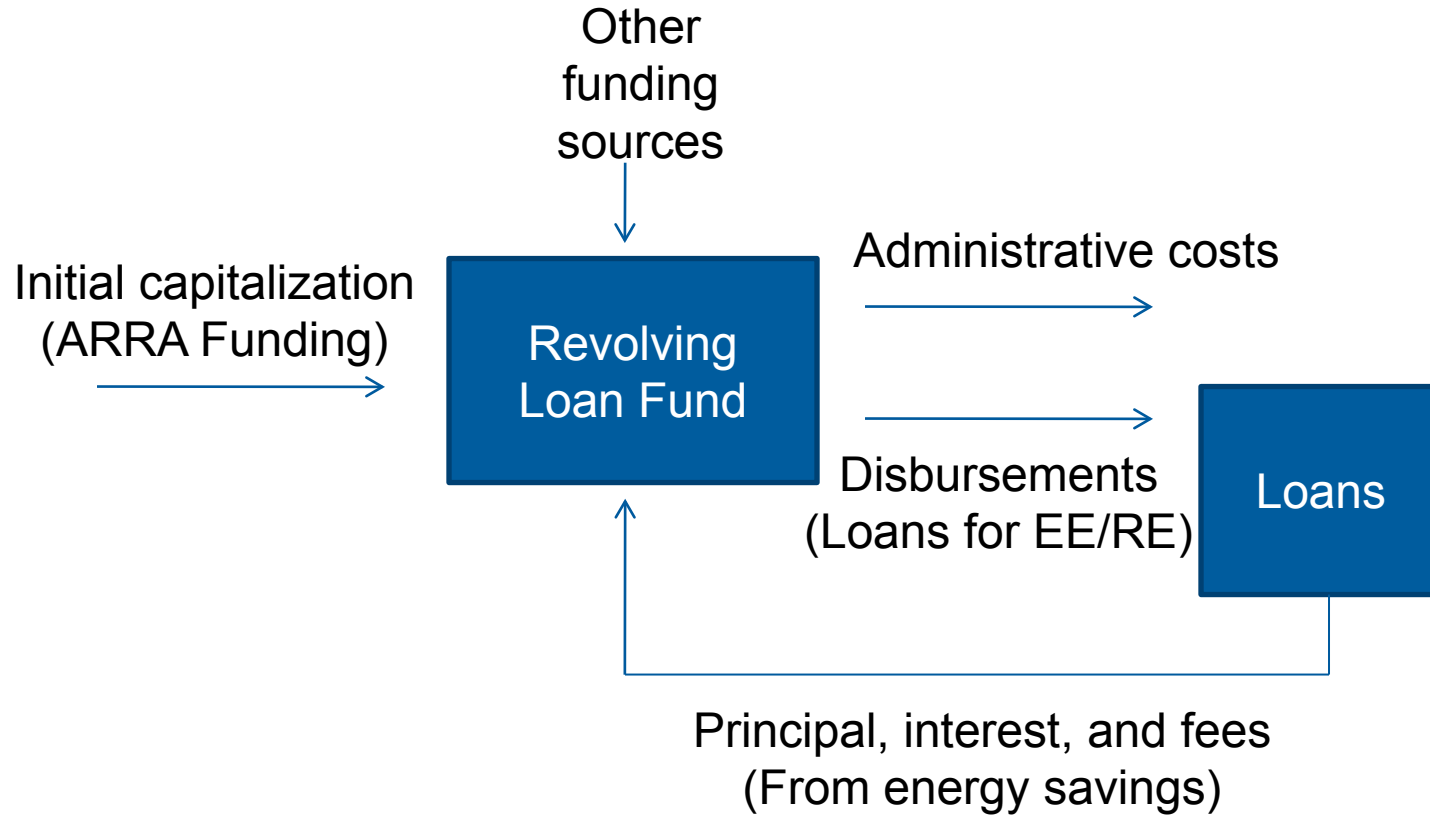 Other
funding
sources
Initial capitalization
(ARRA Funding)
Revolving
Loan Fund
Administrative costs
Disbursements
(Loans for EE/RE)
Loans
Principal, interest, and fees
(From energy savings)